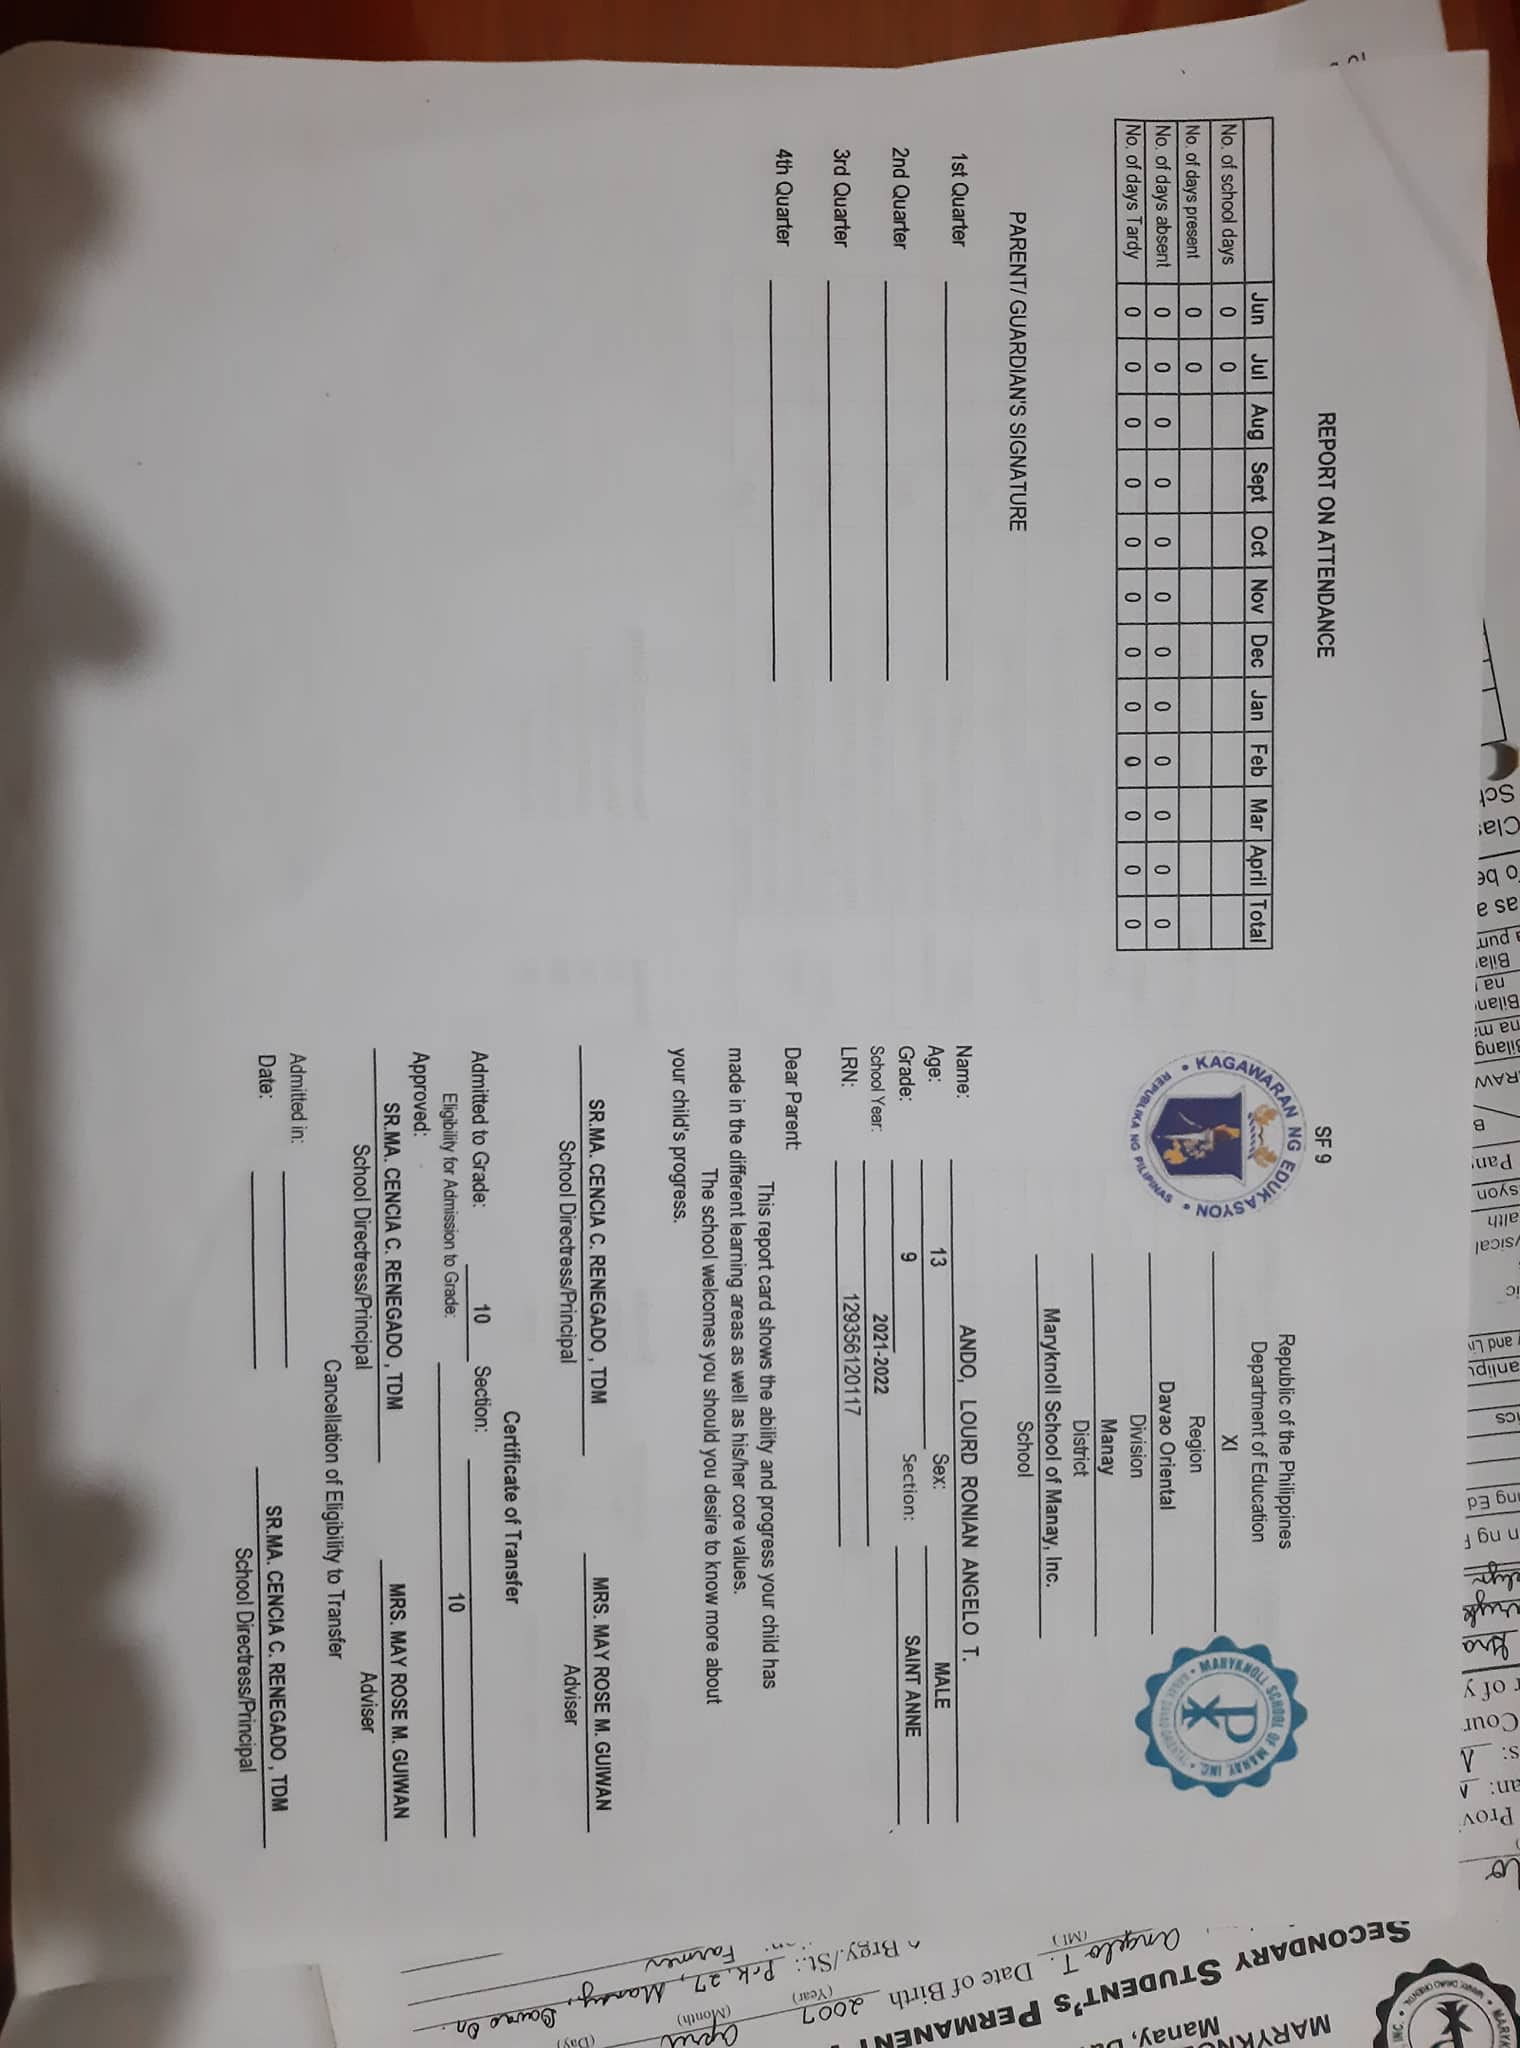 REPORT ON ATTENDANCE
Jun Jul Aug Sept Oct Nov Dec Jan Feb Mar April Total
No. of school days 0 0
No. of days present 0 0
No. of days absent 0 0 0 0 0 0 0 0 0 0 0 0
No. of days Tardy 0 0 0 0 0 0 0 0 0 0 0 0
PARENT/ GUARDIAN'S SIGNATURE
1st Quarter
2nd Quarter
3rd Quarter
4th Quarter
SF 9
KAGAWARAN NG EDUKASYON
REPUBLIKA NG PILIPINAS
Republic of the Philippines
Department of Education
XI
Region
Davao Oriental
Division
Manay
District
Maryknoll School of Manay, Inc.
School
MARYKNOLL SCHOOL OF MANAY, INC.
Name: ANDO, LOURD RONIAN ANGELO T.
Age: 13 Sex: MALE
Grade: 9 Section: SAINT ANNE
School Year: 2021-2022
LRN: 129356120117
Dear Parent:
This report card shows the ability and progress your child has
made in the different learning areas as well as his/her core values.
The school welcomes you should you desire to know more about
your child's progress.
SR.MA. CENCIA C. RENEGADO , TDM MRS. MAY ROSE M. GUIWAN
School Directress/Principal Adviser
Certificate of Transfer
Admitted to Grade: 10 Section:
Eligibility for Admission to Grade: 10
Approved:
SR.MA. CENCIA C. RENEGADO , TDM MRS. MAY ROSE M. GUIWAN
School Directress/Principal Adviser
Cancellation of Eligibility to Transfer
Admitted in:
Date: SR.MA. CENCIA C. RENEGADO , TDM
School Directress/Principal
Manay,
SECONDARY STUDENT'S PERMANENT
Angelo T. Date of Birth 2007 April
(MI) (Year) (Month) (Day)
Brgy./St.: Prk. 27, Manay, Davao Or.
Farmer